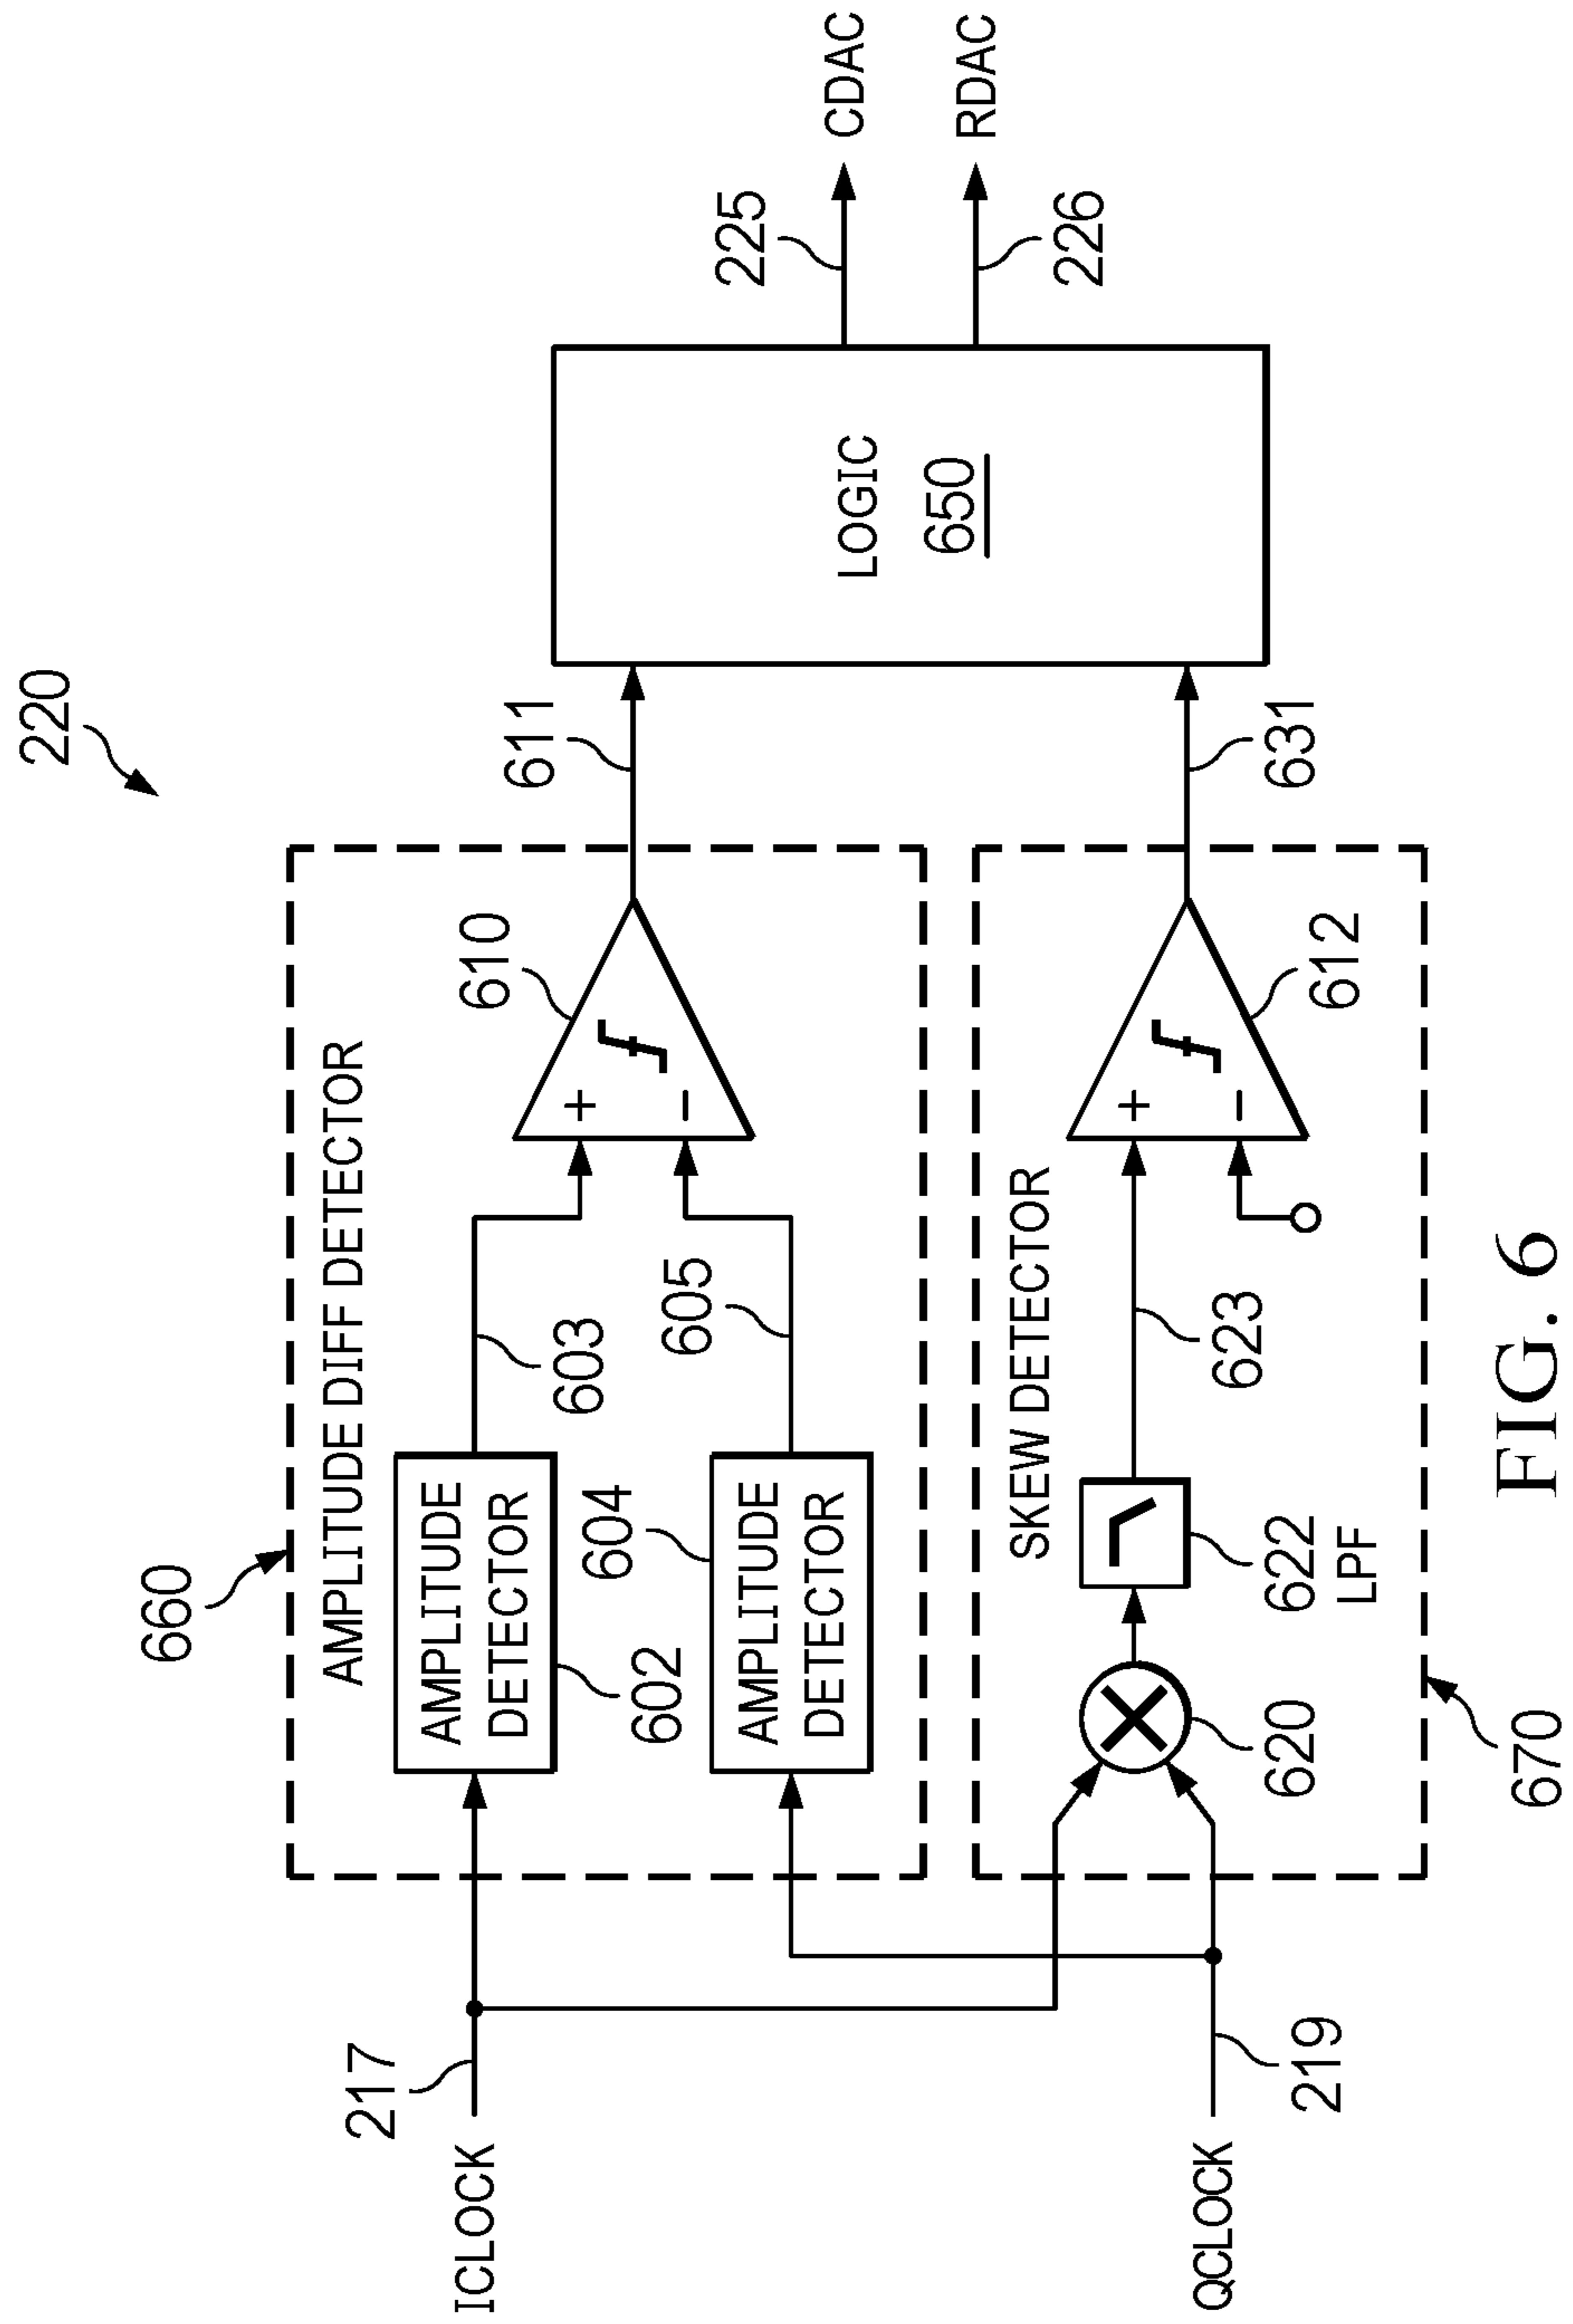 220
660
AMPLITUDE DIFF DETECTOR
217
ICLOCK
AMPLITUDE
DETECTOR
602
603
604
AMPLITUDE
DETECTOR
605
610
+
−
611
LOGIC
650
225
CDAC
RDAC
226
SKEW DETECTOR
QCLOCK
219
620
622
LPF
623
+
−
612
631
670
FIG. 6